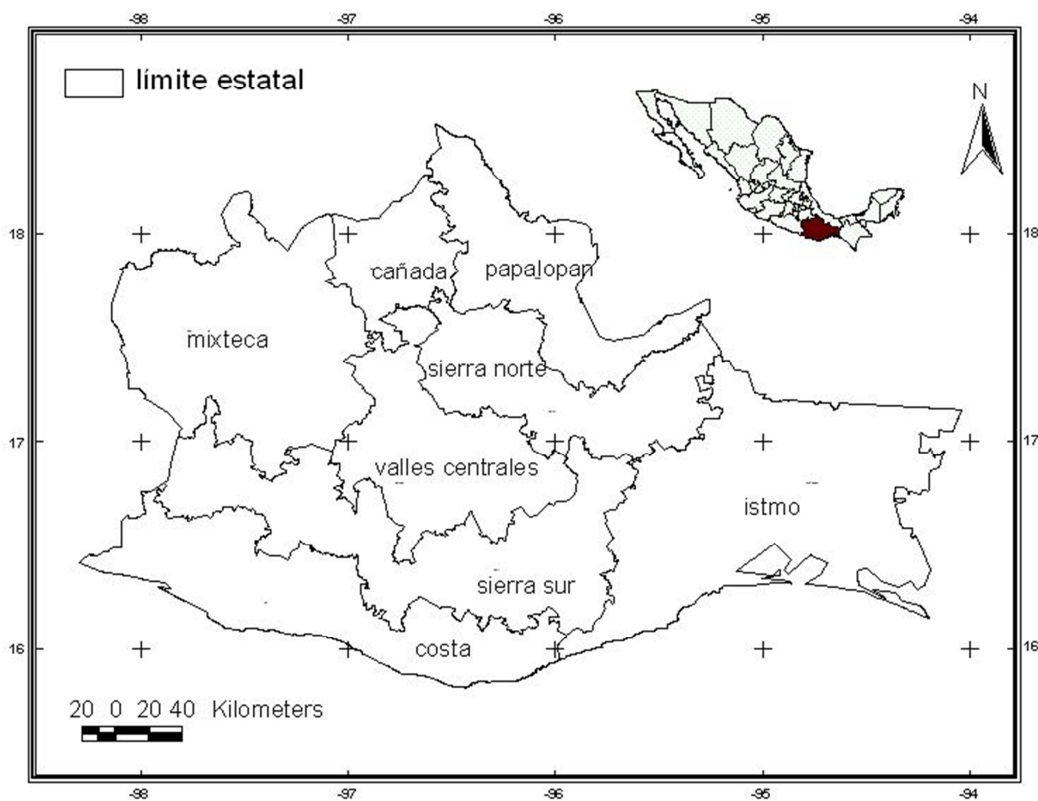 -98 -97 -96 -95 -94
límite estatal
N
18 18
cañada papalopan
mixteca
sierra norte
17 17
valles centrales
istmo
sierra sur
16 16
costa
20 0 20 40 Kilometers
-98 -97 -96 -95 -94